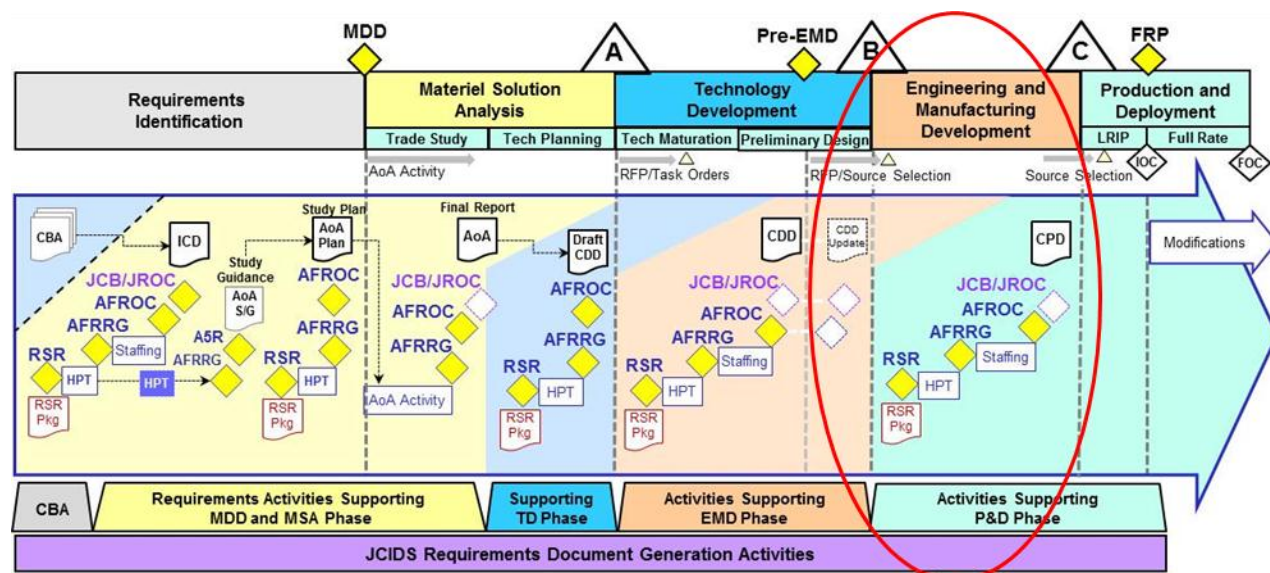 MDD
A
Pre-EMD
B
C
FRP
Requirements
Identification
Materiel Solution
Analysis
Trade Study
Tech Planning
Technology
Development
Tech Maturation
Preliminary Design
Engineering and
Manufacturing
Development
Production and
Deployment
LRIP
Full Rate
AoA Activity
RFP/Task Orders
RFP/Source Selection
Source Selection
IOC
FOC
CBA
ICD
Study Plan
AoA
Plan
Study
Guidance
AoA
S/G
JCB/JROC
AFROC
AFRRG
Staffing
RSR
HPT
RSR
Pkg
HPT
A5R
AFRRG
AFROC
AFRRG
RSR
HPT
RSR
Pkg
Final Report
AoA
JCB/JROC
AFROC
AFRRG
AoA Activity
Draft
CDD
AFROC
AFRRG
RSR
HPT
RSR
Pkg
CDD
CDD
Update
JCB/JROC
AFROC
AFRRG
Staffing
RSR
HPT
RSR
Pkg
CPD
JCB/JROC
AFROC
AFRRG
Staffing
RSR
HPT
RSR
Pkg
Modifications
CBA
Requirements Activities Supporting
MDD and MSA Phase
Supporting
TD Phase
Activities Supporting
EMD Phase
Activities Supporting
P&D Phase
JCIDS Requirements Document Generation Activities